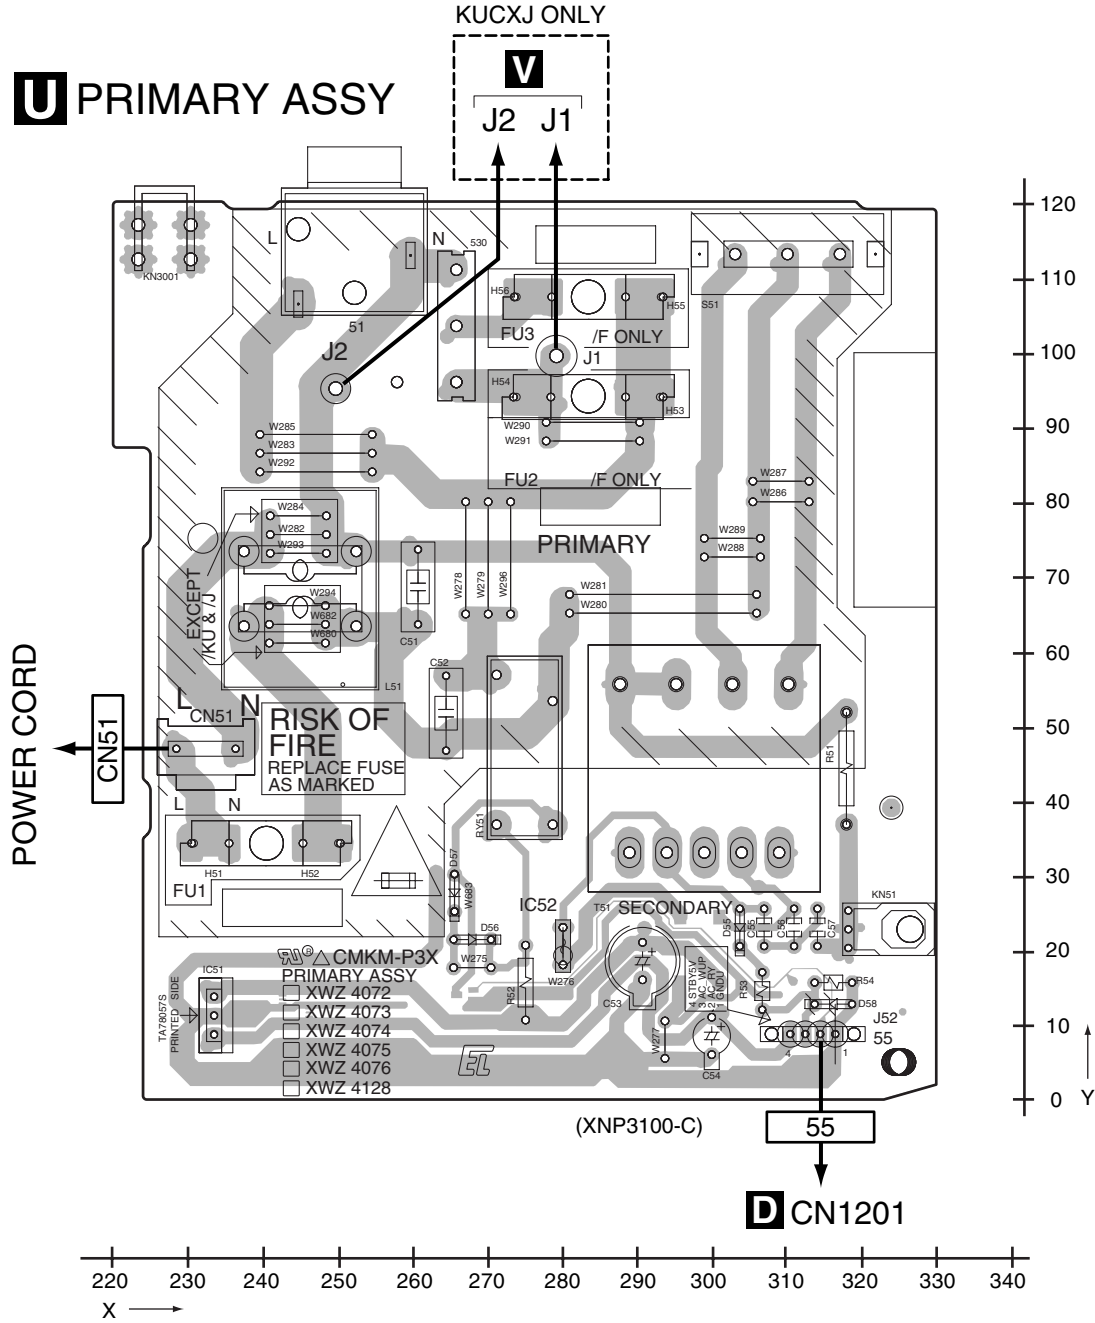 KUCXJ ONLY
V
J2 J1
U PRIMARY ASSY
120
110
100
90
80
70
60
50
40
30
20
10
0
Y
KN3001
L
N
530
51
J2
H56
H55
FU3
/F ONLY
J1
H54
H53
S51
W290
W291
W285
W283
W292
FU2
/F ONLY
PRIMARY
W287
W286
W289
W288
W284
W282
W293
W294
W682
W680
EXCEPT
/KU & /J
W278
W279
W296
W281
W280
C51
C52
L51
POWER CORD
CN51
L
N
CN51
RISK OF
FIRE
REPLACE FUSE
AS MARKED
L
N
H51
H52
FU1
RY51
R51
D57
W683
IC52
T51
SECONDARY
D55
C55
C56
C57
KN51
D56
W275
R52
W276
C53
4 STBY5V
3 AC_WUP
2 AC_RY
1 GNDU
R53
R54
D58
J52
55
4
1
W277
C54
CMKM-P3X
PRIMARY ASSY
IC51
TA78057S
PRINTED SIDE
XWZ 4072
XWZ 4073
XWZ 4074
XWZ 4075
XWZ 4076
XWZ 4128
(XNP3100-C)
55
D CN1201
220 230 240 250 260 270 280 290 300 310 320 330 340
X